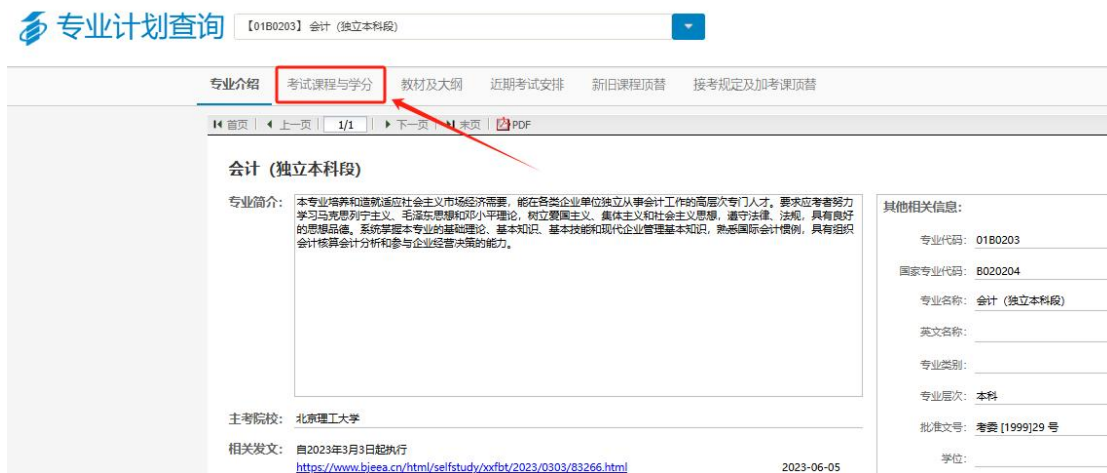 专业计划查询 【01B0203】会计（独立本科段）
专业介绍 考试课程与学分 教材及大纲 近期考试安排 新旧课程顶替 接考规定及加考课顶替
首页 上一页 1/1 下一页 末页 PDF
会计（独立本科段）
专业简介： 本专业培养和造就适应社会主义市场经济需要，能在各类企业单位独立从事会计工作的高层次专门人才。要求应考者努力
学习马克思列宁主义、毛泽东思想和邓小平理论，树立爱国主义、集体主义和社会主义思想，遵守法律、法规，具有良好
的思想品德。系统掌握本专业的基础理论、基本知识、基本技能和现代企业管理基本知识，熟悉国际会计惯例，具有组织
会计核算会计分析和参与企业经营决策的能力。
主考院校： 北京理工大学
相关发文： 自2023年3月3日起执行
https://www.bjeea.cn/html/selfstudy/xxfbt/2023/0303/83266.html 2023-06-05
其他相关信息：
专业代码： 01B0203
国家专业代码： B020204
专业名称： 会计（独立本科段）
英文名称：
专业类别：
专业层次： 本科
批准文号： 考委 [1999]29 号
学位：